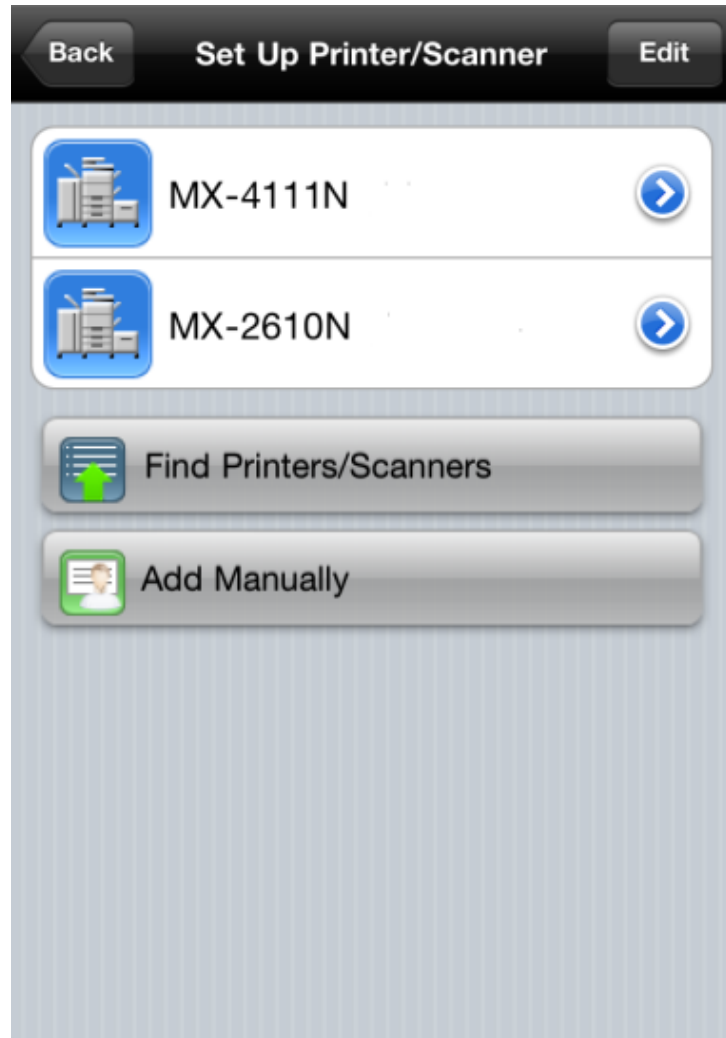 Back Set Up Printer/Scanner Edit
MX-4111N
MX-2610N
Find Printers/Scanners
Add Manually